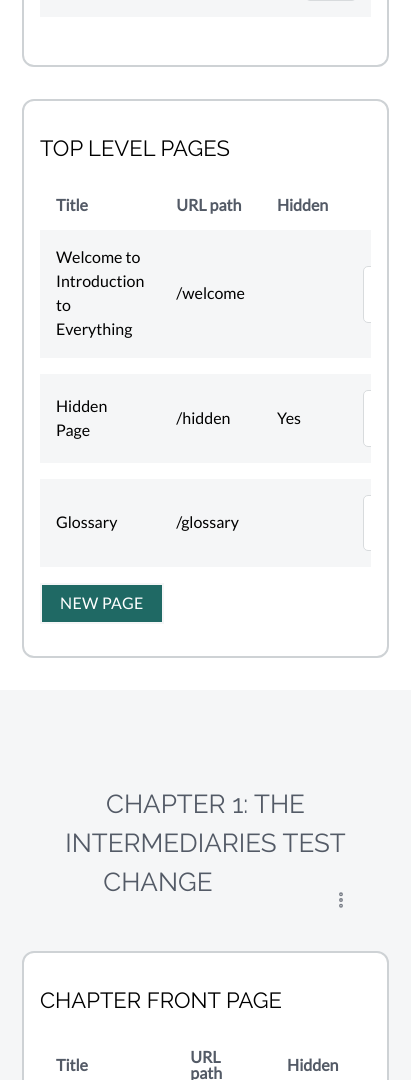 TOP LEVEL PAGES
Title URL path Hidden
Welcome to
Introduction
to
Everything
/welcome
Hidden
Page
/hidden Yes
Glossary /glossary
NEW PAGE
CHAPTER 1: THE
INTERMEDIARIES TEST
CHANGE
CHAPTER FRONT PAGE
Title URL
path Hidden